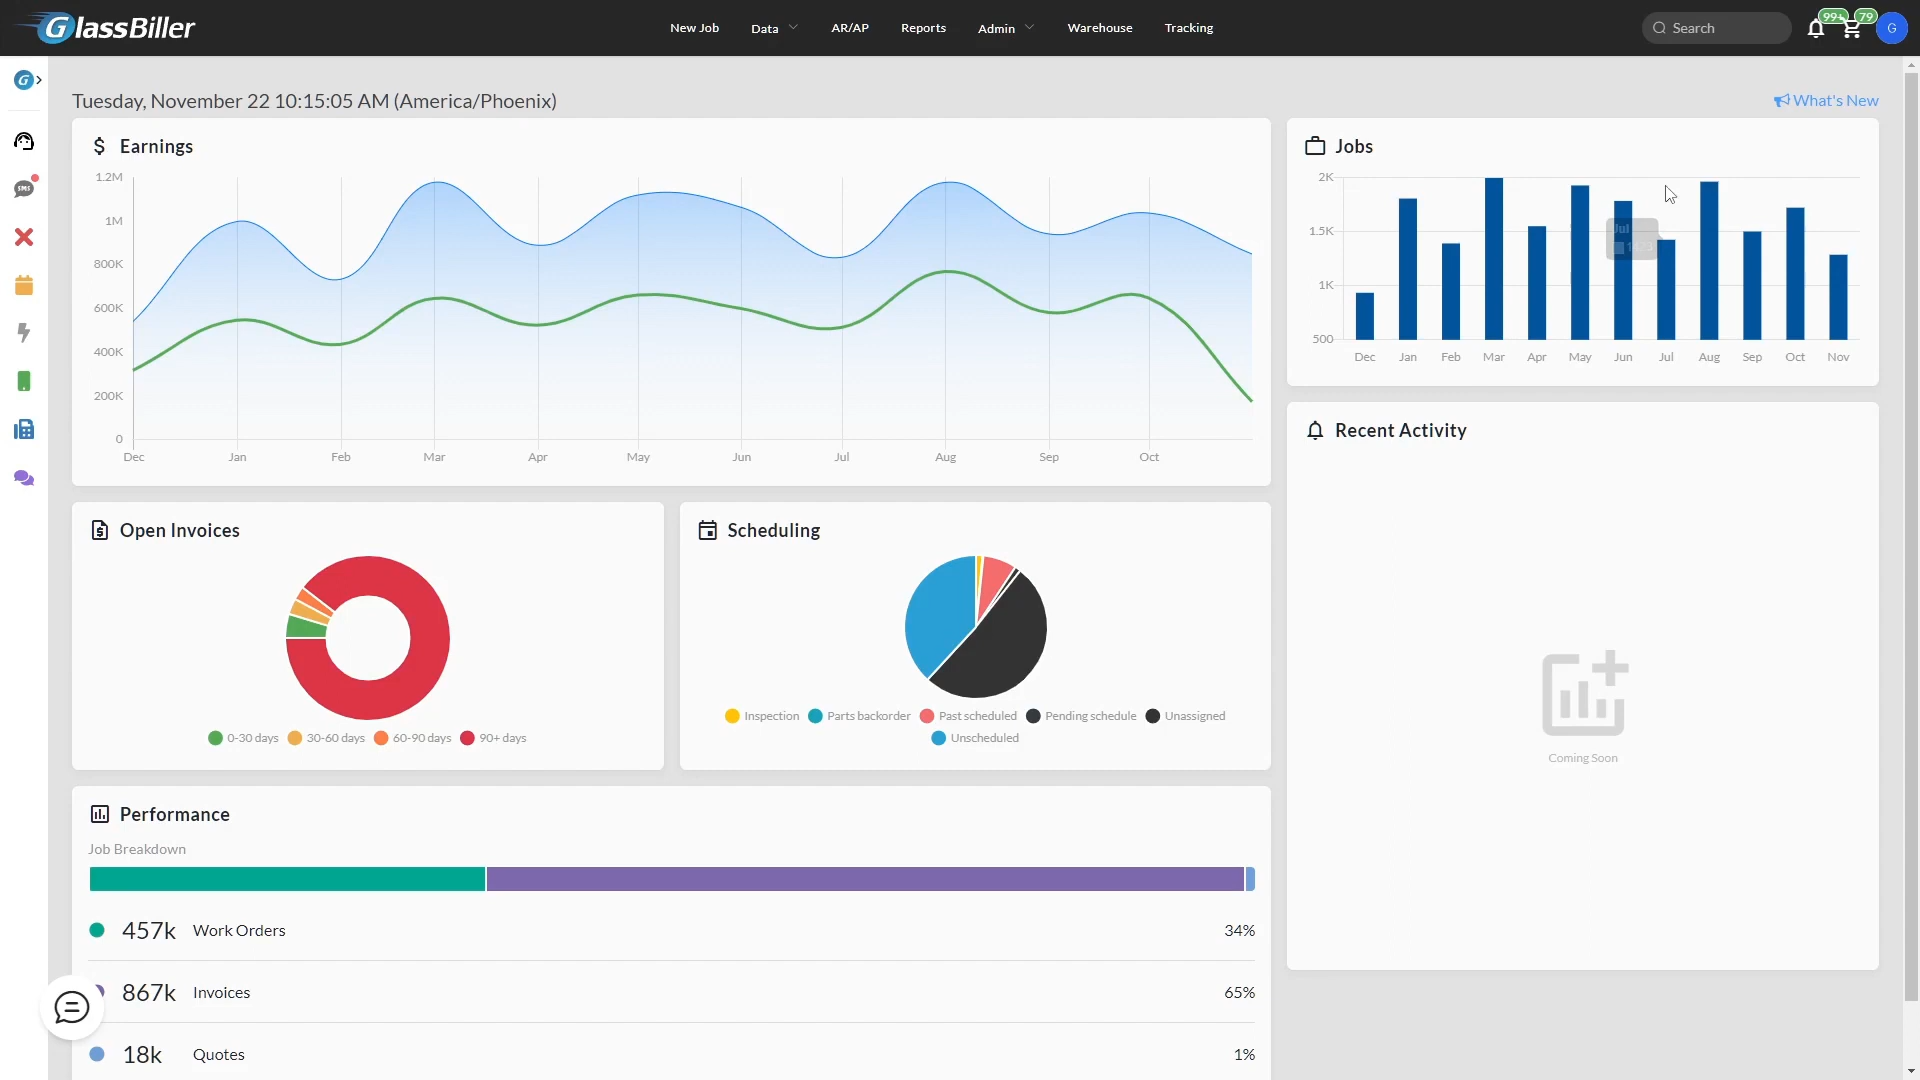 GlassBiller
New Job Data AR/AP Reports Admin Warehouse Tracking
Search
99+
79
G
G
Tuesday, November 22 10:15:05 AM (America/Phoenix)
What's New
Earnings
1.2M
1M
800K
600K
400K
200K
0
Dec Jan Feb Mar Apr May Jun Jul Aug Sep Oct
Jobs
2K
1.5K
1K
500
Jul
Dec Jan Feb Mar Apr May Jun Jul Aug Sep Oct Nov
SMS
Recent Activity
Coming Soon
Open Invoices
0-30 days 30-60 days 60-90 days 90+ days
Scheduling
Inspection Parts backorder Past scheduled Pending schedule Unassigned
Unscheduled
Performance
Job Breakdown
457k Work Orders 34%
867k Invoices 65%
18k Quotes 1%